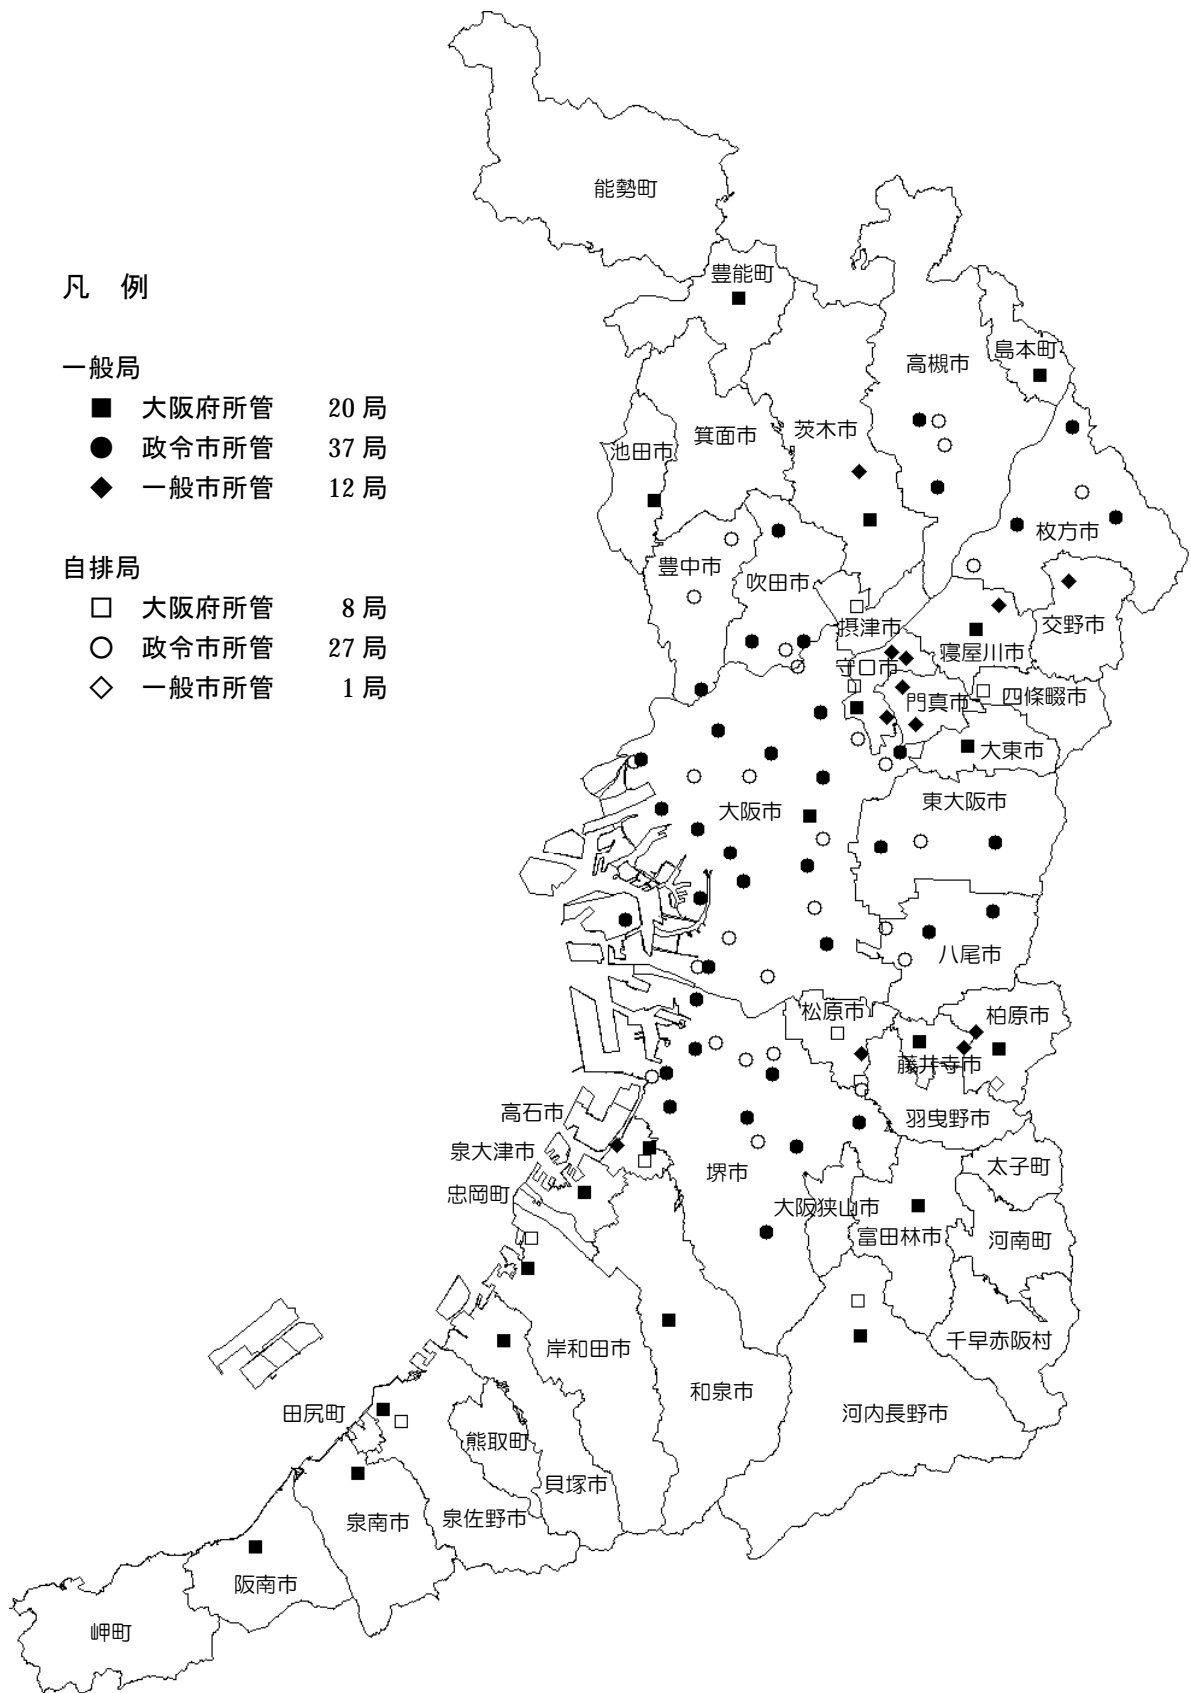 凡 例
一般局
■ 大阪府所管 20 局
● 政令市所管 37 局
◆ 一般市所管 12 局
自排局
□ 大阪府所管 8 局
○ 政令市所管 27 局
◇ 一般市所管 1 局
能勢町
豊能町
島本町
高槻市
茨木市
箕面市
池田市
枚方市
豊中市
吹田市
交野市
摂津市
寝屋川市
守口市
四條畷市
門真市
大東市
東大阪市
大阪市
八尾市
松原市
柏原市
藤井寺市
羽曳野市
高石市
泉大津市
太子町
堺市
忠岡町
大阪狭山市
富田林市
河南町
千早赤阪村
岸和田市
和泉市
河内長野市
田尻町
熊取町
貝塚市
泉佐野市
泉南市
阪南市
岬町